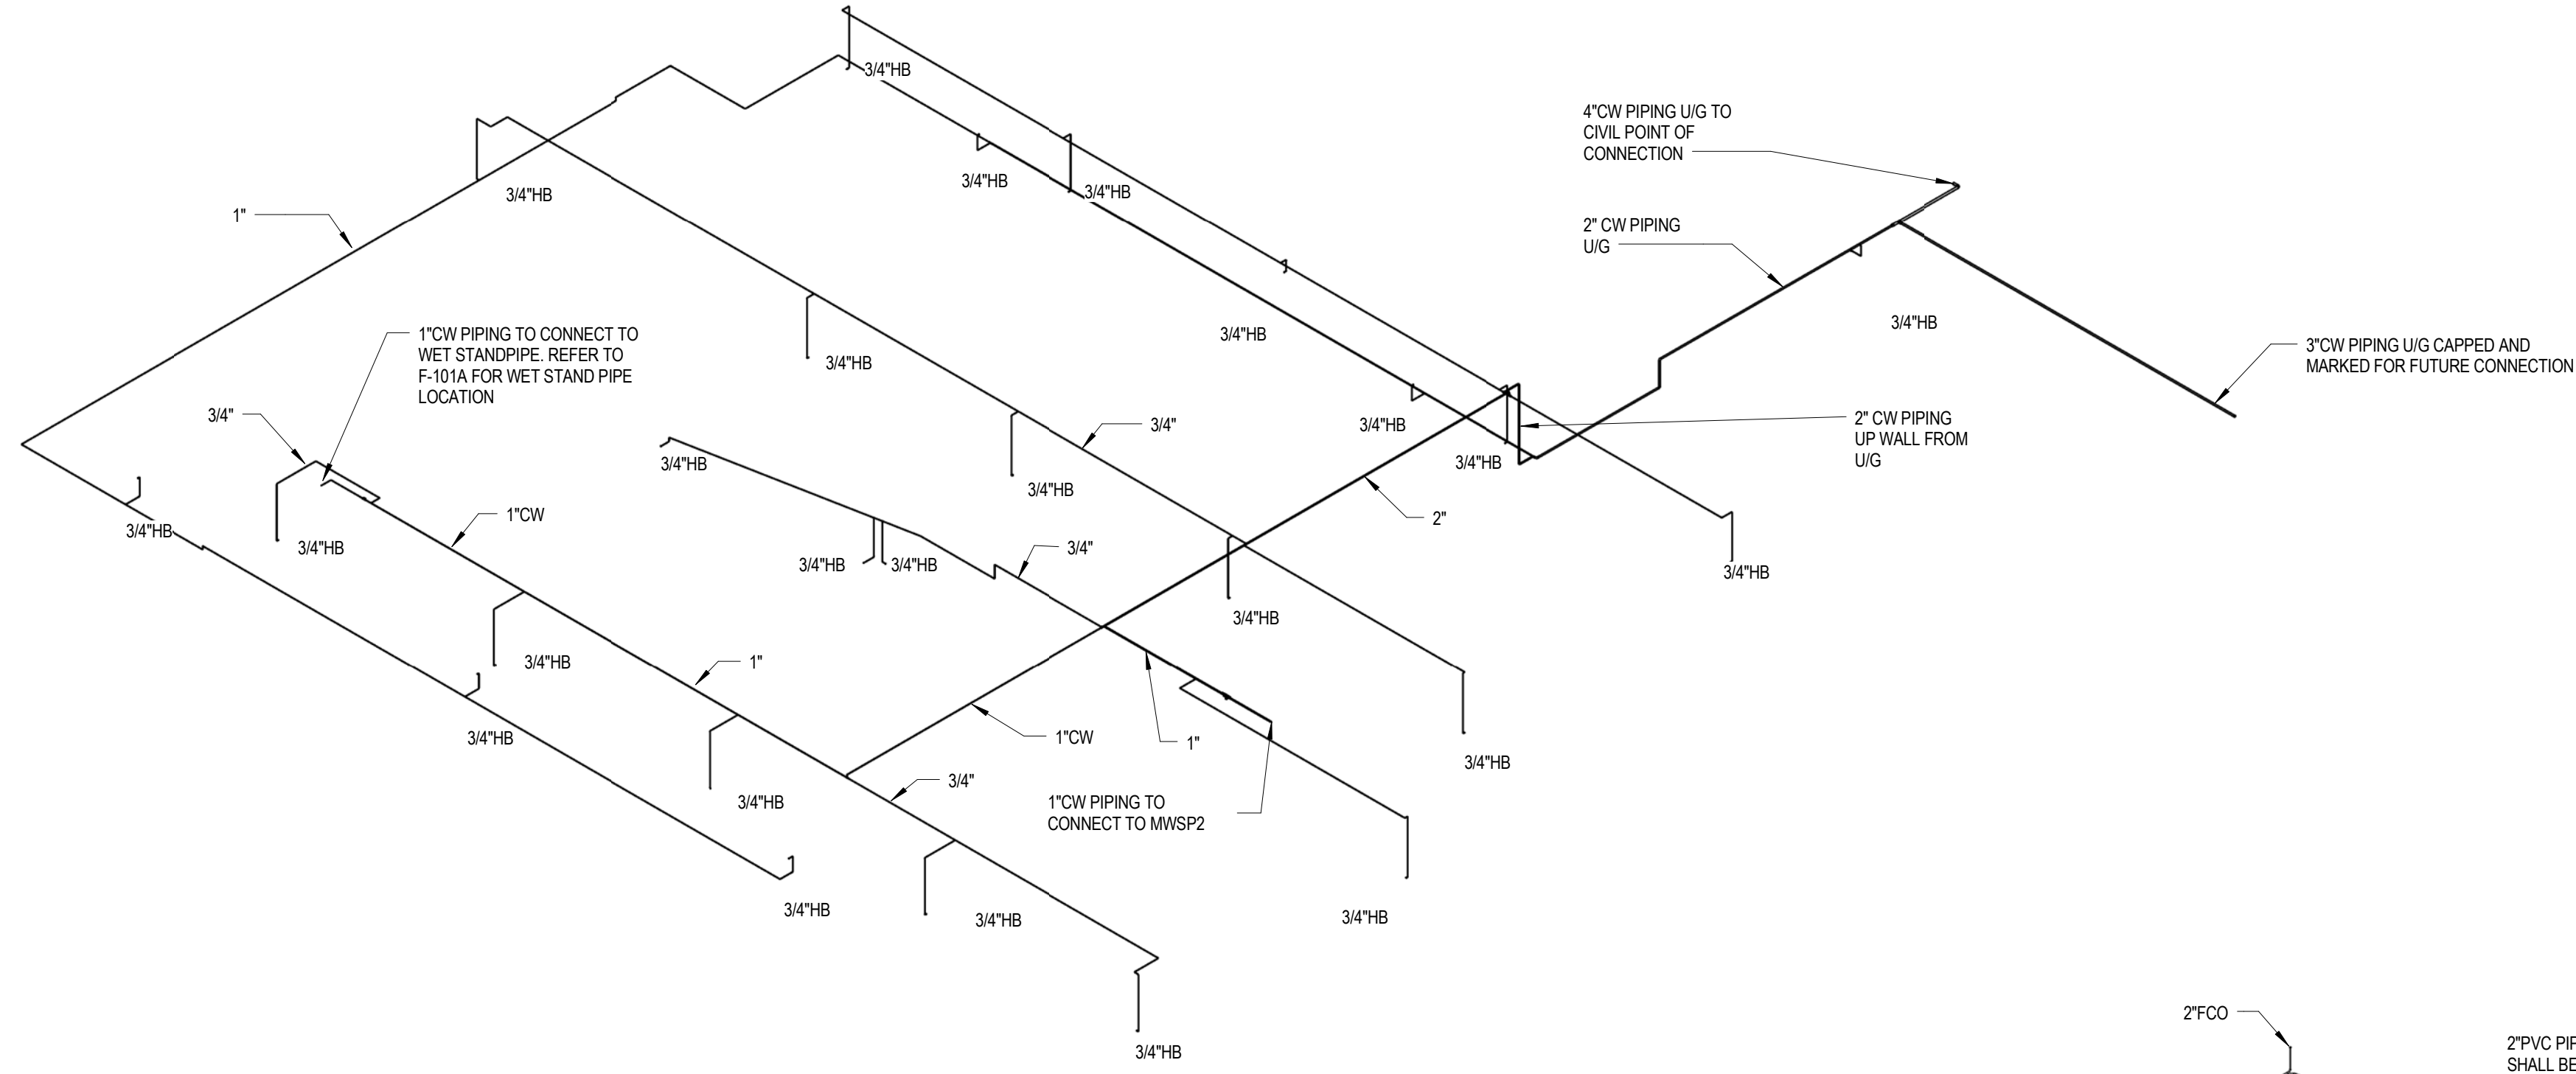 3/4"HB
4"CW PIPING U/G TO
CIVIL POINT OF
CONNECTION
3/4"HB
3/4"HB
3/4"HB
1"
2" CW PIPING
U/G
3/4"HB
1"CW PIPING TO CONNECT TO
WET STANDPIPE. REFER TO
F-101A FOR WET STAND PIPE
LOCATION
3/4"HB
3/4"HB
3"CW PIPING U/G CAPPED AND
MARKED FOR FUTURE CONNECTION
3/4"
3/4"
3/4"HB
2" CW PIPING
UP WALL FROM
U/G
3/4"HB
3/4"HB
3/4"HB
1"CW
2"
3/4"HB
3/4"HB
3/4"
3/4"HB
3/4"HB
3/4"HB
3/4"HB
3/4"HB
1"
3/4"HB
1"CW
1"
3/4"HB
3/4"
3/4"HB
1"CW PIPING TO
CONNECT TO MWSP2
3/4"HB
3/4"HB
3/4"HB
2"FCO
3/4"HB
2"PVC PIP
SHALL BE